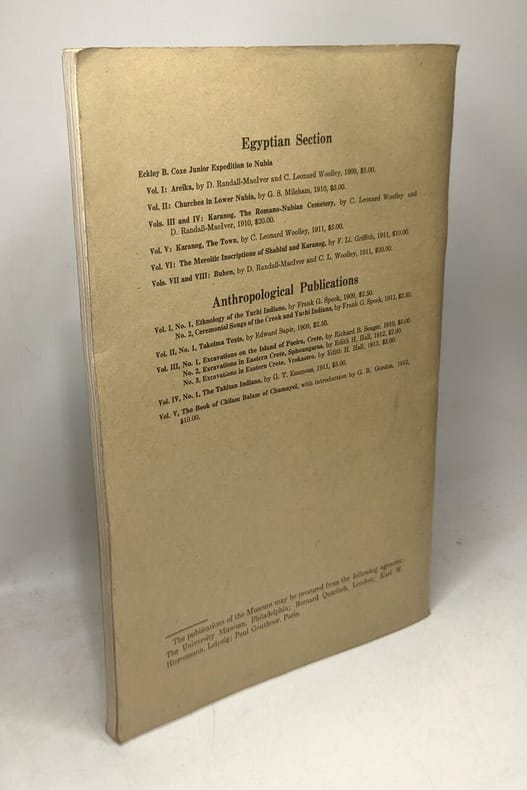 Egyptian Section
Eckley B. Coxe Junior Expedition to Nubia
Vol. I: Areika, by D. Randall-MacIver and C. Leonard Woolley, 1909, $5.00.
Vol. II: Churches in Lower Nubia, by G. S. Mileham, 1910, $5.00.
Vols. III and IV: Karanog, The Romano-Nubian Cemetery, by C. Leonard Woolley and
D. Randall-MacIver, 1910, $20.00.
Vol. V: Karanog, The Town, by C. Leonard Woolley, 1911, $5.00.
Vol. VI: The Meroitic Inscriptions of Shablul and Karanog, by F. Ll. Griffith, 1911, $10.00.
Vols. VII and VIII: Buhen, by D. Randall-MacIver and C. L. Woolley, 1911, $20.00.
Anthropological Publications
Vol. I, No. 1, Ethnology of the Yuchi Indians, by Frank G. Speck, 1909, $2.50.
No. 2, Ceremonial Songs of the Creek and Yuchi Indians, by Frank G. Speck, 1911, $2.50.
Vol. II, No. 1, Takelma Texts, by Edward Sapir, 1909, $2.50.
Vol. III, No. 1, Excavations on the Island of Pseira, Crete, by Richard B. Seager, 1910, $5.00
No. 2, Excavations in Eastern Crete, Sphoungaras, by Edith H. Hall, 1912, $2.00.
No. 3, Excavations in Eastern Crete, Vrokastro, by Edith H. Hall, 1913, $3.00.
Vol. IV, No. 1, The Tahltan Indians, by G. T. Emmons, 1911, $5.00.
Vol. V, The Book of Chilam Balam of Chumayel, with introduction by G. B. Gordon, 1912,
$10.00.
The publications of the Museum may be procured from the following agencies:
The University Museum, Philadelphia; Bernard Quaritch, London; Karl W.
Hiersemann, Leipzig; Paul Geuthner, Paris.